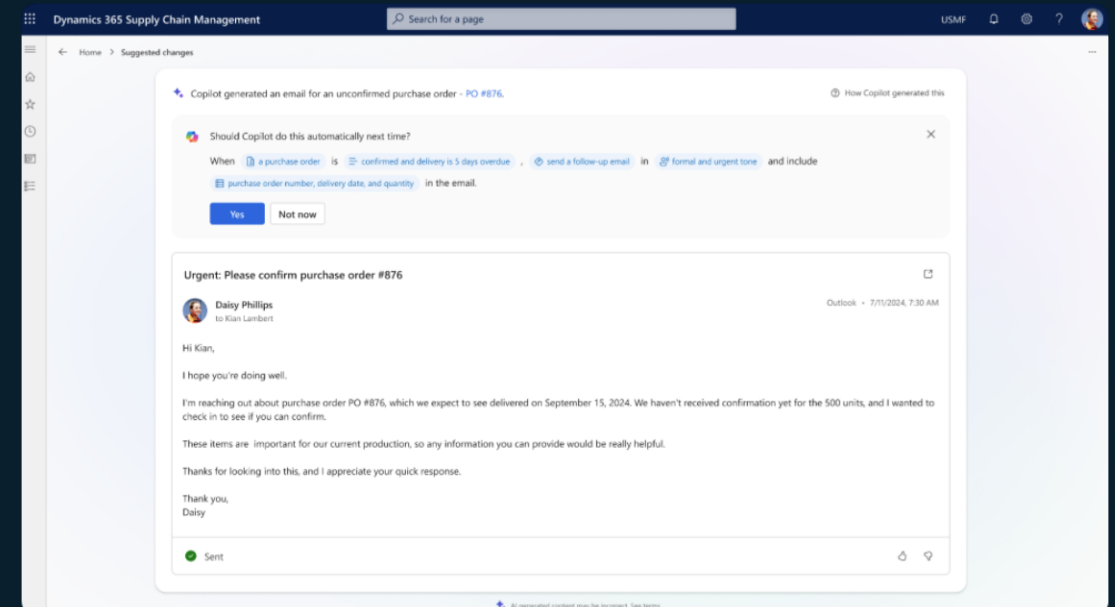 Dynamics 365 Supply Chain Management
Search for a page
USMF
Home > Suggested changes
Copilot generated an email for an unconfirmed purchase order - PO #876.
How Copilot generated this
Should Copilot do this automatically next time?
When a purchase order is confirmed and delivery is 5 days overdue , send a follow-up email in formal and urgent tone and include
purchase order number, delivery date, and quantity in the email.
Yes
Not now
Urgent: Please confirm purchase order #876
Daisy Phillips
to Kian Lambert
Outlook • 7/11/2024, 7:30 AM
Hi Kian,
I hope you're doing well.
I'm reaching out about purchase order PO #876, which we expect to see delivered on September 15, 2024. We haven't received confirmation yet for the 500 units, and I wanted to
check in to see if you can confirm.
These items are important for our current production, so any information you can provide would be really helpful.
Thanks for looking into this, and I appreciate your quick response.
Thank you,
Daisy
Sent
AI generated content may be incorrect. See terms